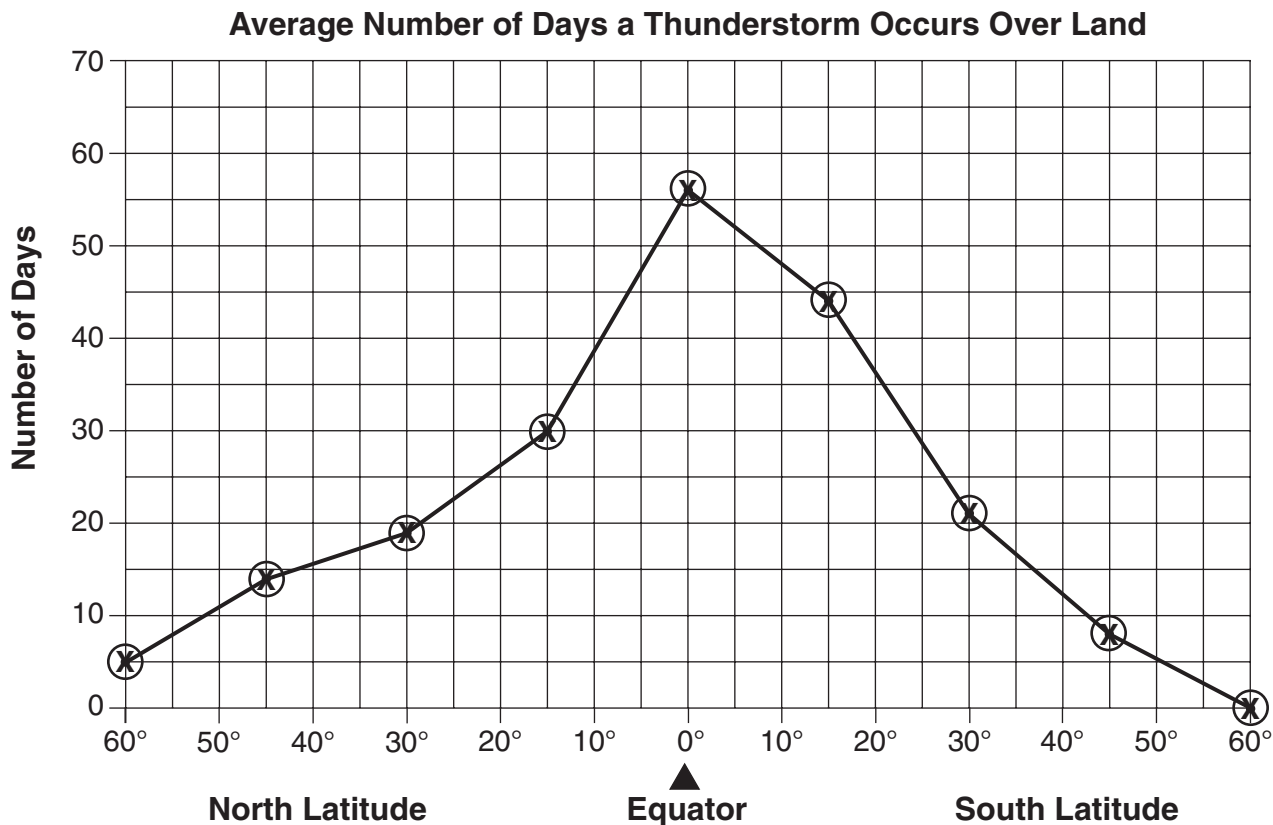 Average Number of Days a Thunderstorm Occurs Over Land
70
60
50
40
30
20
10
0
Number of Days
X
X
X
X
X
X
X
X
X
60° 50° 40° 30° 20° 10° 0° 10° 20° 30° 40° 50° 60°
North Latitude Equator South Latitude